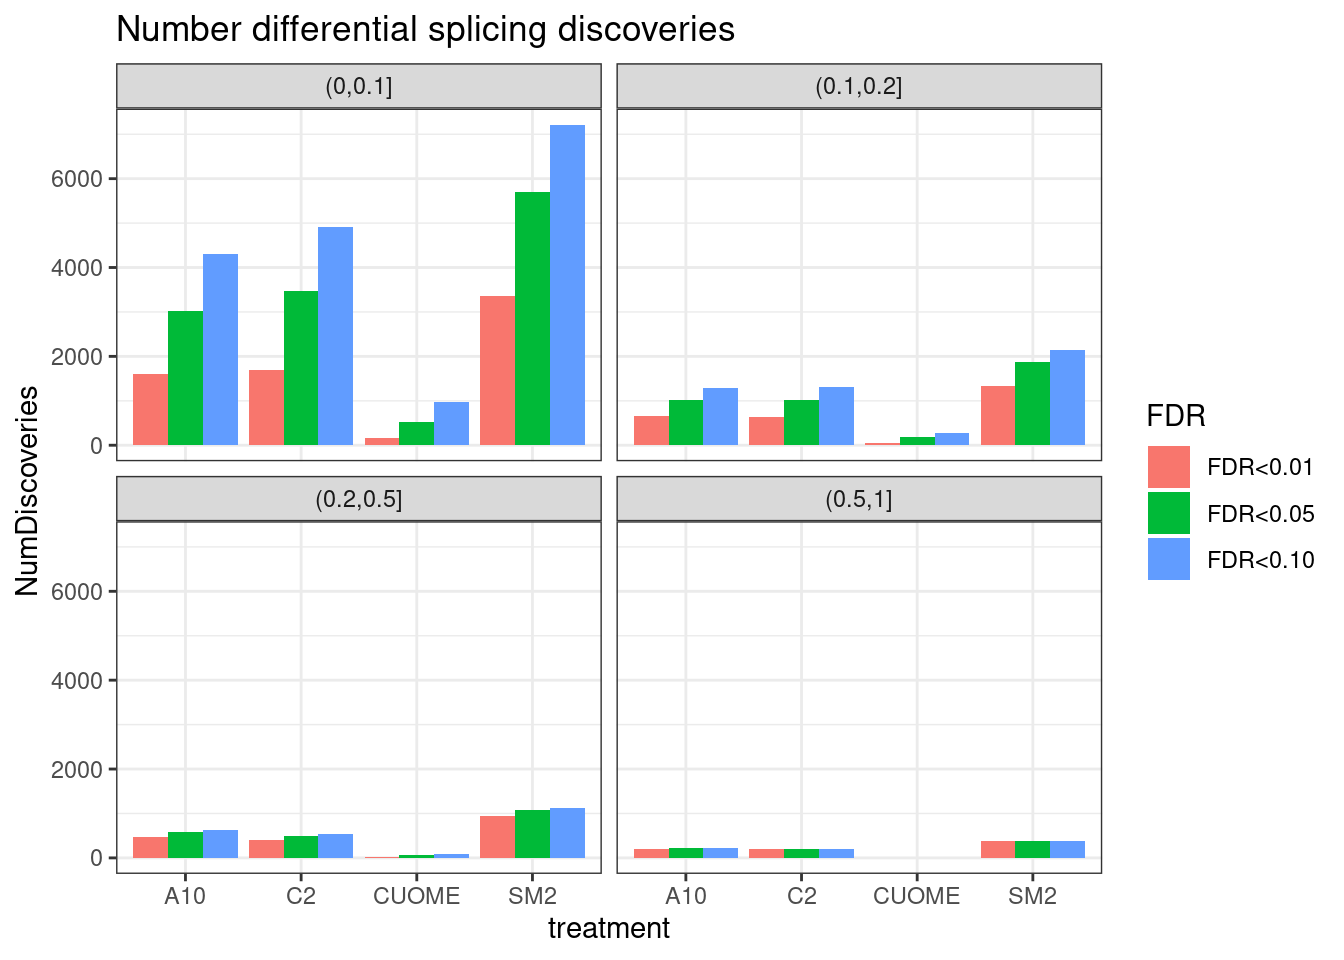 Number differential splicing discoveries
(0,0.1]
(0.1,0.2]
6000
4000
2000
0
(0.2,0.5]
(0.5,1]
6000
4000
2000
0
A10 C2 CUOME SM2
A10 C2 CUOME SM2
treatment
NumDiscoveries
FDR
FDR<0.01
FDR<0.05
FDR<0.10